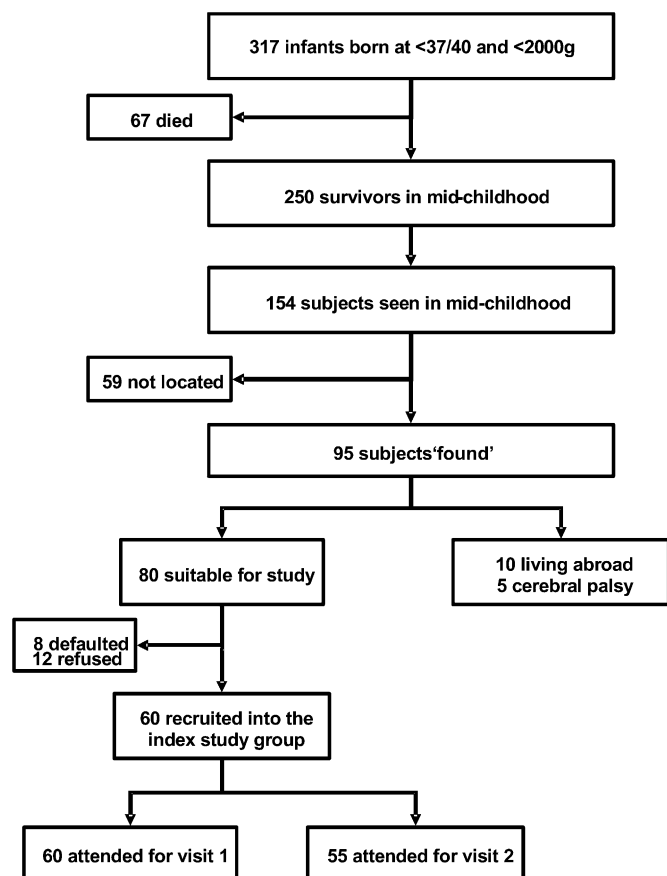 317 infants born at <37/40 and <2000g
67 died
250 survivors in mid-childhood
154 subjects seen in mid-childhood
59 not located
95 subjects‘found’
80 suitable for study
10 living abroad
5 cerebral palsy
8 defaulted
12 refused
60 recruited into the
index study group
60 attended for visit 1
55 attended for visit 2